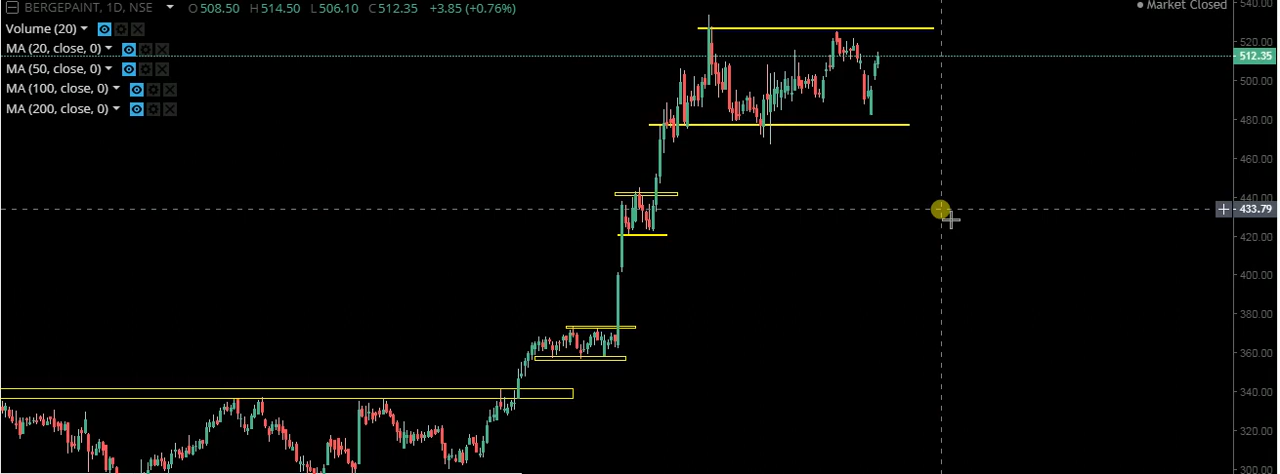 BERGEPAINT, 1D, NSE O 508.50 H 514.50 L 506.10 C 512.35 +3.85 (+0.76%) Market Closed
Volume (20)
MA (20, close, 0)
MA (50, close, 0)
MA (100, close, 0)
MA (200, close, 0)
540.00
520.00
512.35
500.00
480.00
460.00
440.00
433.79
420.00
400.00
380.00
360.00
340.00
320.00
300.00